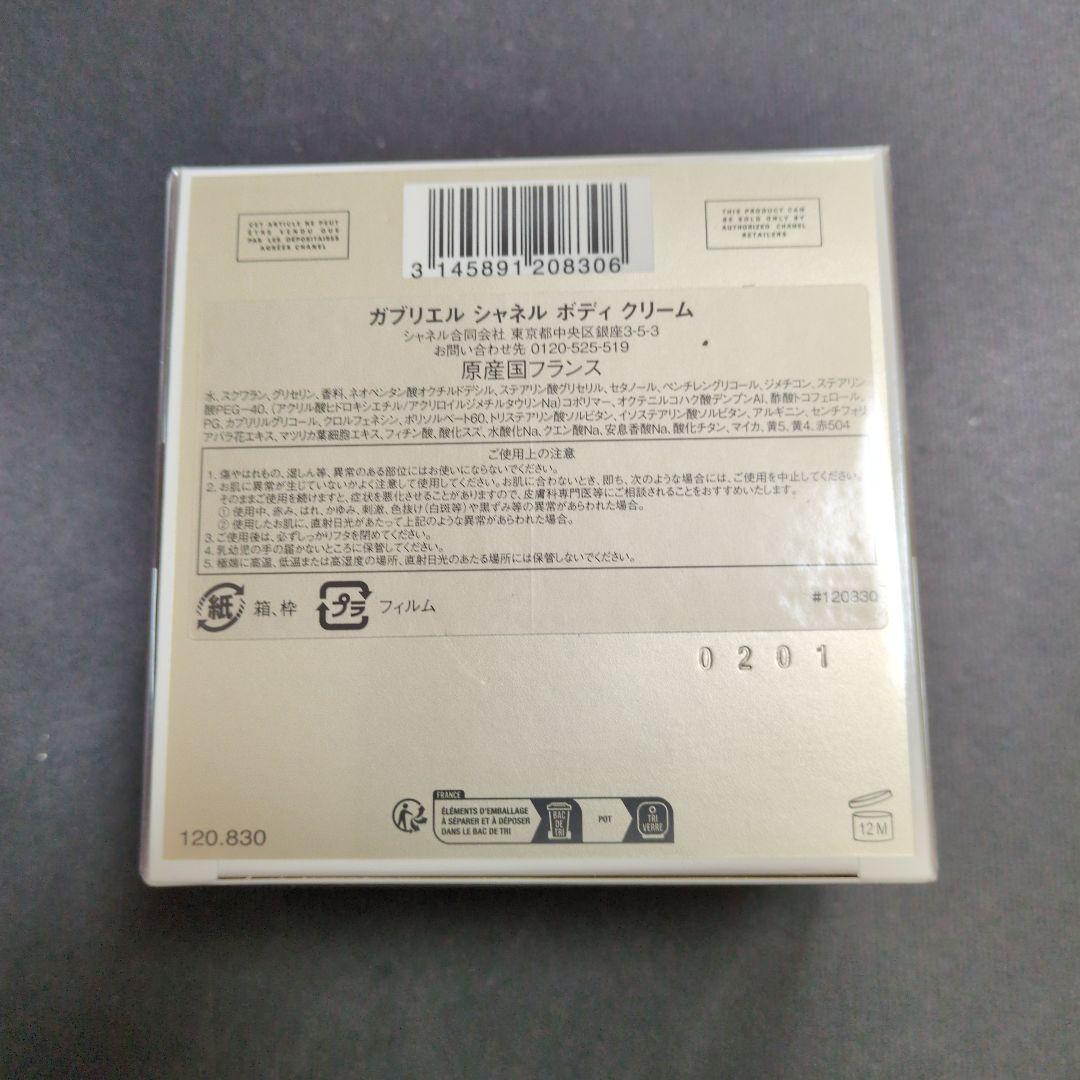 CET ARTICLE NE PEUT
ÊTRE VENDU QUE
PAR LES DÉPOSITAIRES
AGRÉÉS CHANEL
3 145891 208306
THIS PRODUCT CAN
BE SOLD ONLY BY
AUTHORIZED CHANEL
RETAILERS
ガブリエル シャネル ボディ クリーム
シャネル合同会社 東京都中央区銀座3-5-3
お問い合わせ先 0120-525-519
原産国フランス
水、スクワラン、グリセリン、香料、ネオペンタン酸オクチルドデシル、ステアリン酸グリセリル、セタノール、ペンチレングリコール、ジメチコン、ステアリン
酸PEG-40、(アクリル酸ヒドロキシエチル/アクリロイルジメチルタウリンNa)コポリマー、オクテニルコハク酸デンプンAl、酢酸トコフェロール、
PG、カプリリルグリコール、クロルフェネシン、ポリソルベート60、トリステアリン酸ソルビタン、イソステアリン酸ソルビタン、アルギニン、センチフォリ
アバラ花エキス、マツリカ葉細胞エキス、フィチン酸、酸化スズ、水酸化Na、クエン酸Na、安息香酸Na、酸化チタン、マイカ、黄5、黄4、赤504
ご使用上の注意
1. 傷やはれもの、湿しん等、異常のある部位にはお使いにならないでください。
2. お肌に異常が生じていないかよく注意して使用してください。お肌に合わないとき、即ち、次のような場合には、ご使用を中止してください。
そのままご使用を続けますと、症状を悪化させることがありますので、皮膚科専門医等にご相談されることをおすすめいたします。
① 使用中、赤み、はれ、かゆみ、刺激、色抜け(白斑等)や黒ずみ等の異常があらわれた場合。
② 使用したお肌に、直射日光があたって上記のような異常があらわれた場合。
3. ご使用後は、必ずしっかりフタを閉めてください。
4. 乳幼児の手の届かないところに保管してください。
5. 極端に高温、低温または高湿度の場所、直射日光のあたる場所には保管しないでください。
紙 箱、枠 プラ フィルム
#120830
0201
FRANCE
ÉLÉMENTS D'EMBALLAGE
À SÉPARER ET À DÉPOSER
DANS LE BAC DE TRI
BAC
DE
TRI
POT
TRI
VERRE
12M
120.830